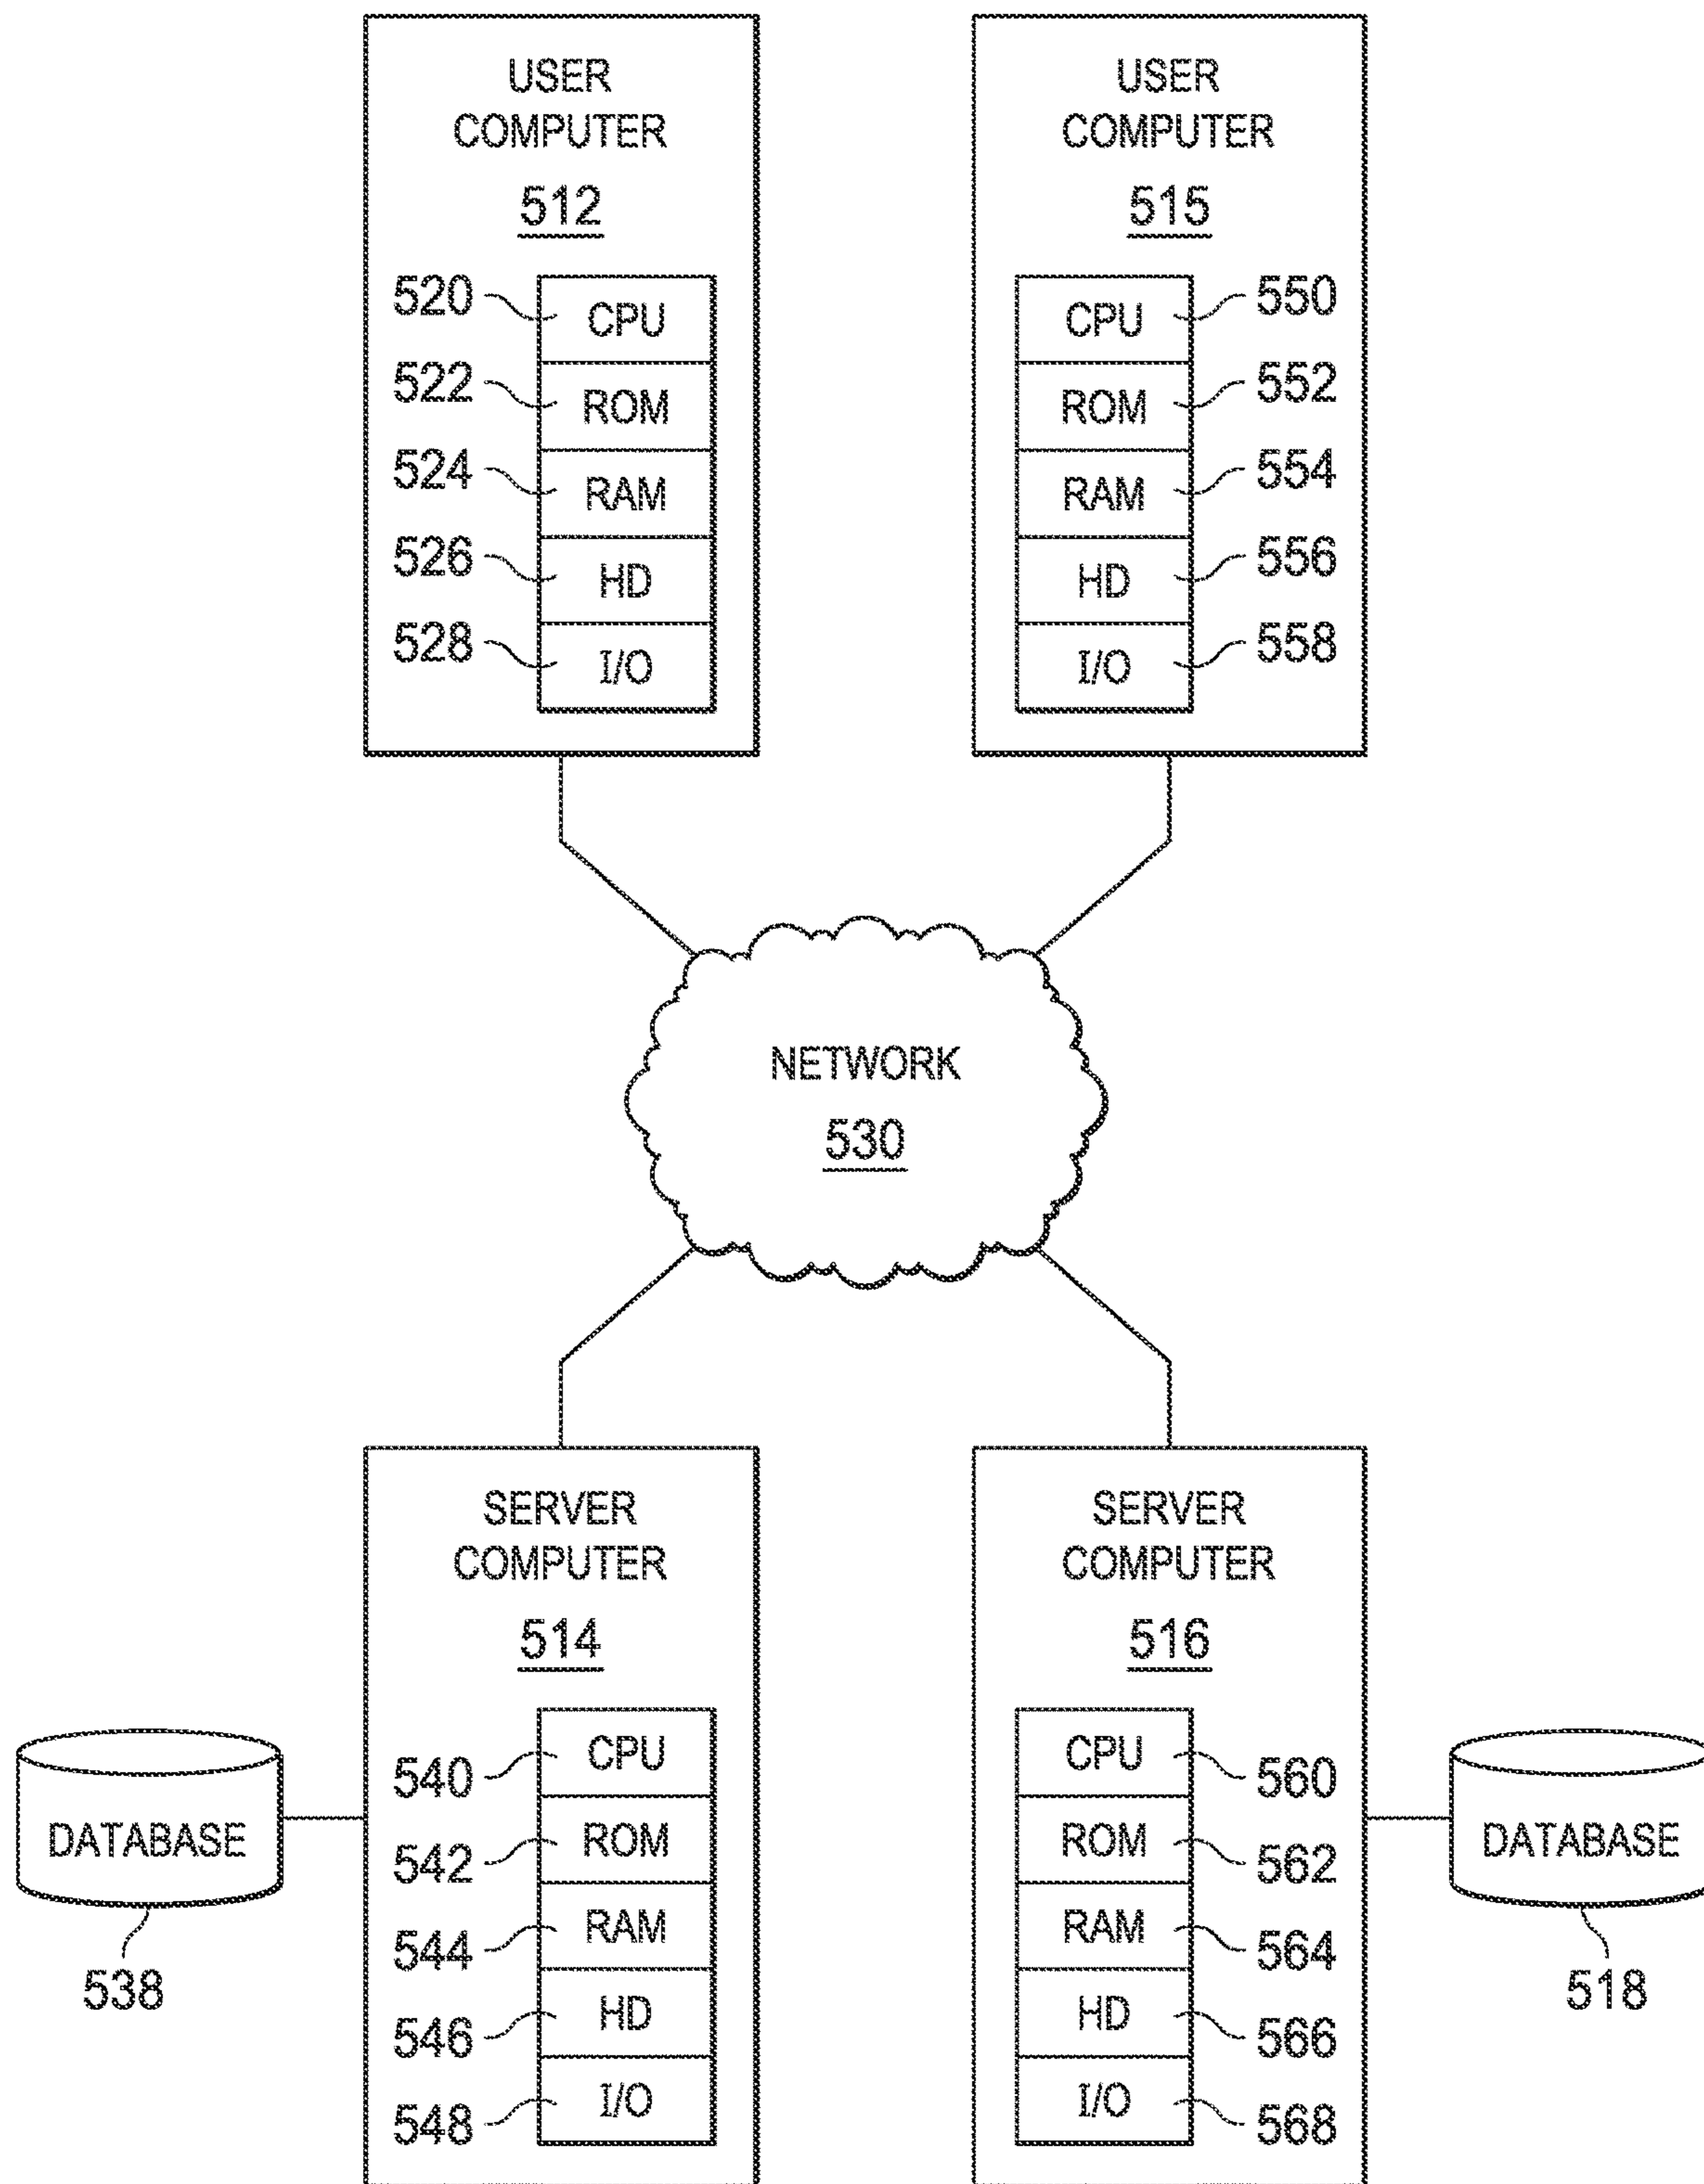 USER
COMPUTER
512
520
CPU
522
ROM
524
RAM
526
HD
528
I/O
USER
COMPUTER
515
CPU
550
ROM
552
RAM
554
HD
556
I/O
558
NETWORK
530
SERVER
COMPUTER
514
540
CPU
542
ROM
544
RAM
546
HD
548
I/O
DATABASE
538
SERVER
COMPUTER
516
CPU
560
ROM
562
RAM
564
HD
566
I/O
568
DATABASE
518